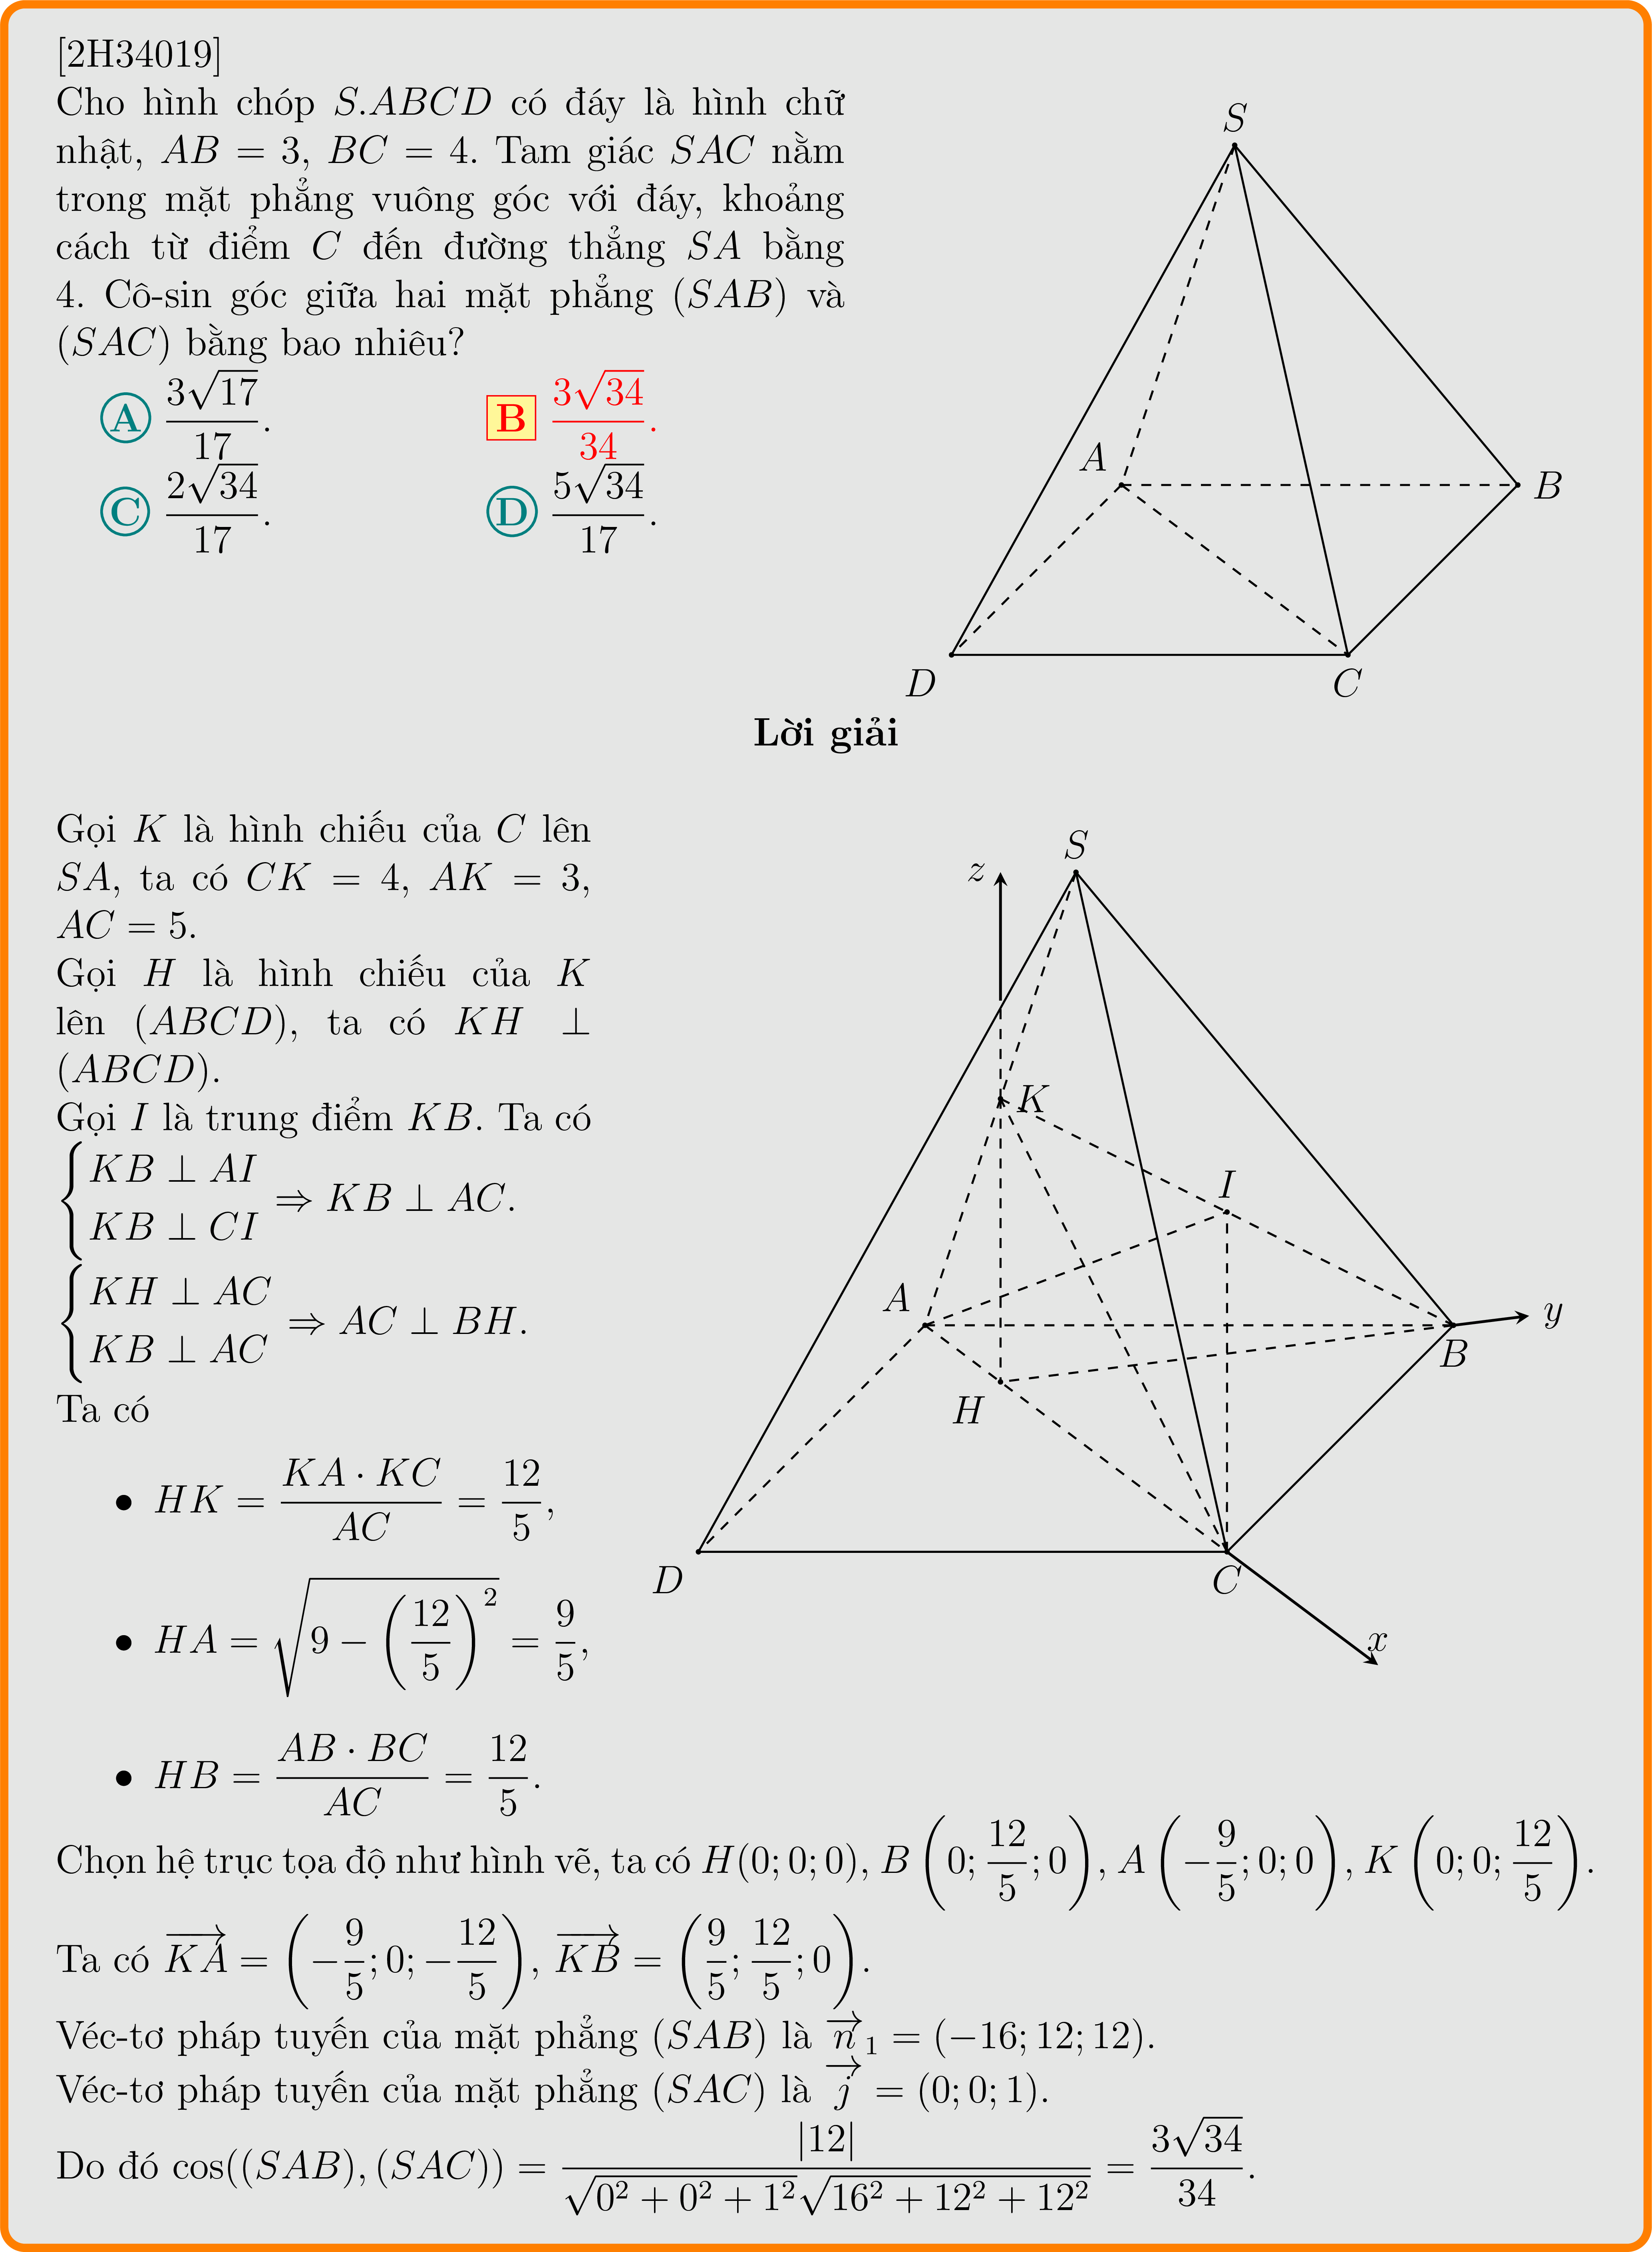 [2H34019]
Cho hình chóp S.ABCD có đáy là hình chữ
nhật, AB = 3, BC = 4. Tam giác SAC nằm
trong mặt phẳng vuông góc với đáy, khoảng
cách từ điểm C đến đường thẳng SA bằng
4. Cô-sin góc giữa hai mặt phẳng (SAB) và
(SAC) bằng bao nhiêu?
A $\frac{3\sqrt{17}}{17}$. B $\frac{3\sqrt{34}}{34}$.
C $\frac{2\sqrt{34}}{17}$. D $\frac{5\sqrt{34}}{17}$.
S
A
B
D
C
Lời giải
Gọi K là hình chiếu của C lên
SA, ta có CK = 4, AK = 3,
AC = 5.
Gọi H là hình chiếu của K
lên (ABCD), ta có KH ⊥
(ABCD).
Gọi I là trung điểm KB. Ta có
$\begin{cases} KB \perp AI \\ KB \perp CI \end{cases} \Rightarrow KB \perp AC.$
$\begin{cases} KH \perp AC \\ KB \perp AC \end{cases} \Rightarrow AC \perp BH.$
Ta có
• $HK = \frac{KA \cdot KC}{AC} = \frac{12}{5}$,
• $HA = \sqrt{9 - \left(\frac{12}{5}\right)^2} = \frac{9}{5}$,
• $HB = \frac{AB \cdot BC}{AC} = \frac{12}{5}$.
S
z
K
I
A
y
B
H
D
C
x
Chọn hệ trục tọa độ như hình vẽ, ta có $H(0; 0; 0)$, $B\left(0; \frac{12}{5}; 0\right)$, $A\left(-\frac{9}{5}; 0; 0\right)$, $K\left(0; 0; \frac{12}{5}\right)$.
Ta có $\overrightarrow{KA} = \left(-\frac{9}{5}; 0; -\frac{12}{5}\right)$, $\overrightarrow{KB} = \left(\frac{9}{5}; \frac{12}{5}; 0\right)$.
Véc-tơ pháp tuyến của mặt phẳng (SAB) là $\overrightarrow{n}_1 = (-16; 12; 12)$.
Véc-tơ pháp tuyến của mặt phẳng (SAC) là $\overrightarrow{j} = (0; 0; 1)$.
Do đó $\cos((SAB), (SAC)) = \frac{|12|}{\sqrt{0^2 + 0^2 + 1^2}\sqrt{16^2 + 12^2 + 12^2}} = \frac{3\sqrt{34}}{34}$.